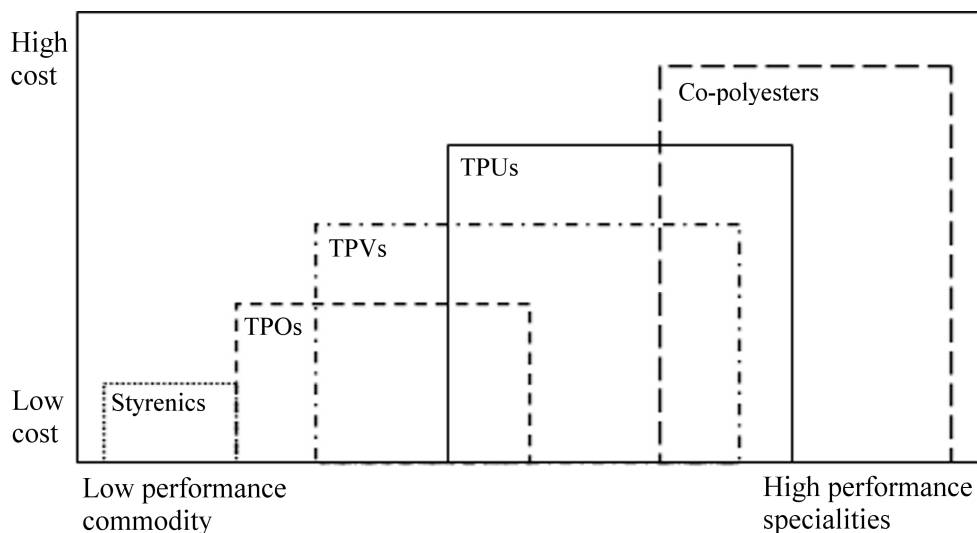 High
cost
Co-polyesters
TPUs
TPVs
TPOs
Styrenics
Low
cost
Low performance
commodity
High performance
specialities